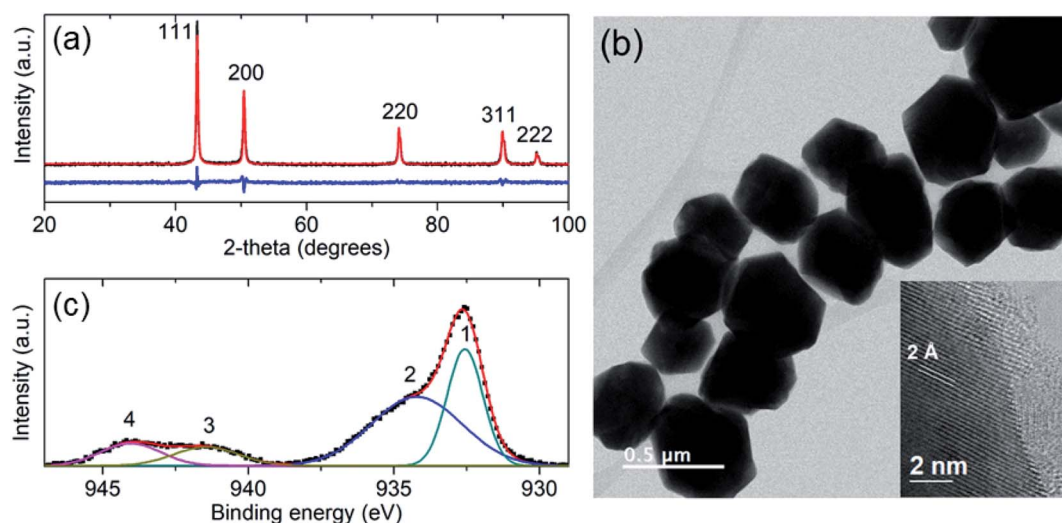 (a)
Intensity (a.u.)
111
200
220
311
222
20 40 60 80 100
2-theta (degrees)
(b)
0.5 µm
2 Å
2 nm
(c)
Intensity (a.u.)
4
3
2
1
945 940 935 930
Binding energy (eV)